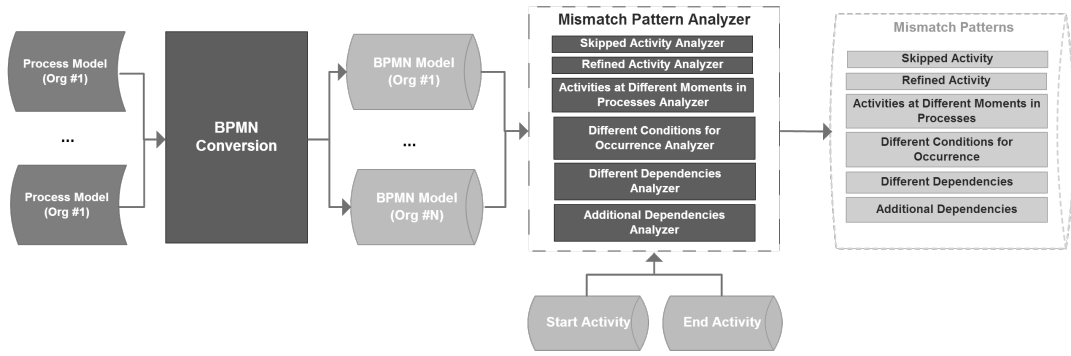 Process Model
(Org #1)
...
Process Model
(Org #1)
BPMN
Conversion
BPMN Model
(Org #1)
...
BPMN Model
(Org #N)
Mismatch Pattern Analyzer
Skipped Activity Analyzer
Refined Activity Analyzer
Activities at Different Moments in
Processes Analyzer
Different Conditions for
Occurrence Analyzer
Different Dependencies
Analyzer
Additional Dependencies
Analyzer
Start Activity
End Activity
Mismatch Patterns
Skipped Activity
Refined Activity
Activities at Different Moments in
Processes
Different Conditions for
Occurrence
Different Dependencies
Additional Dependencies